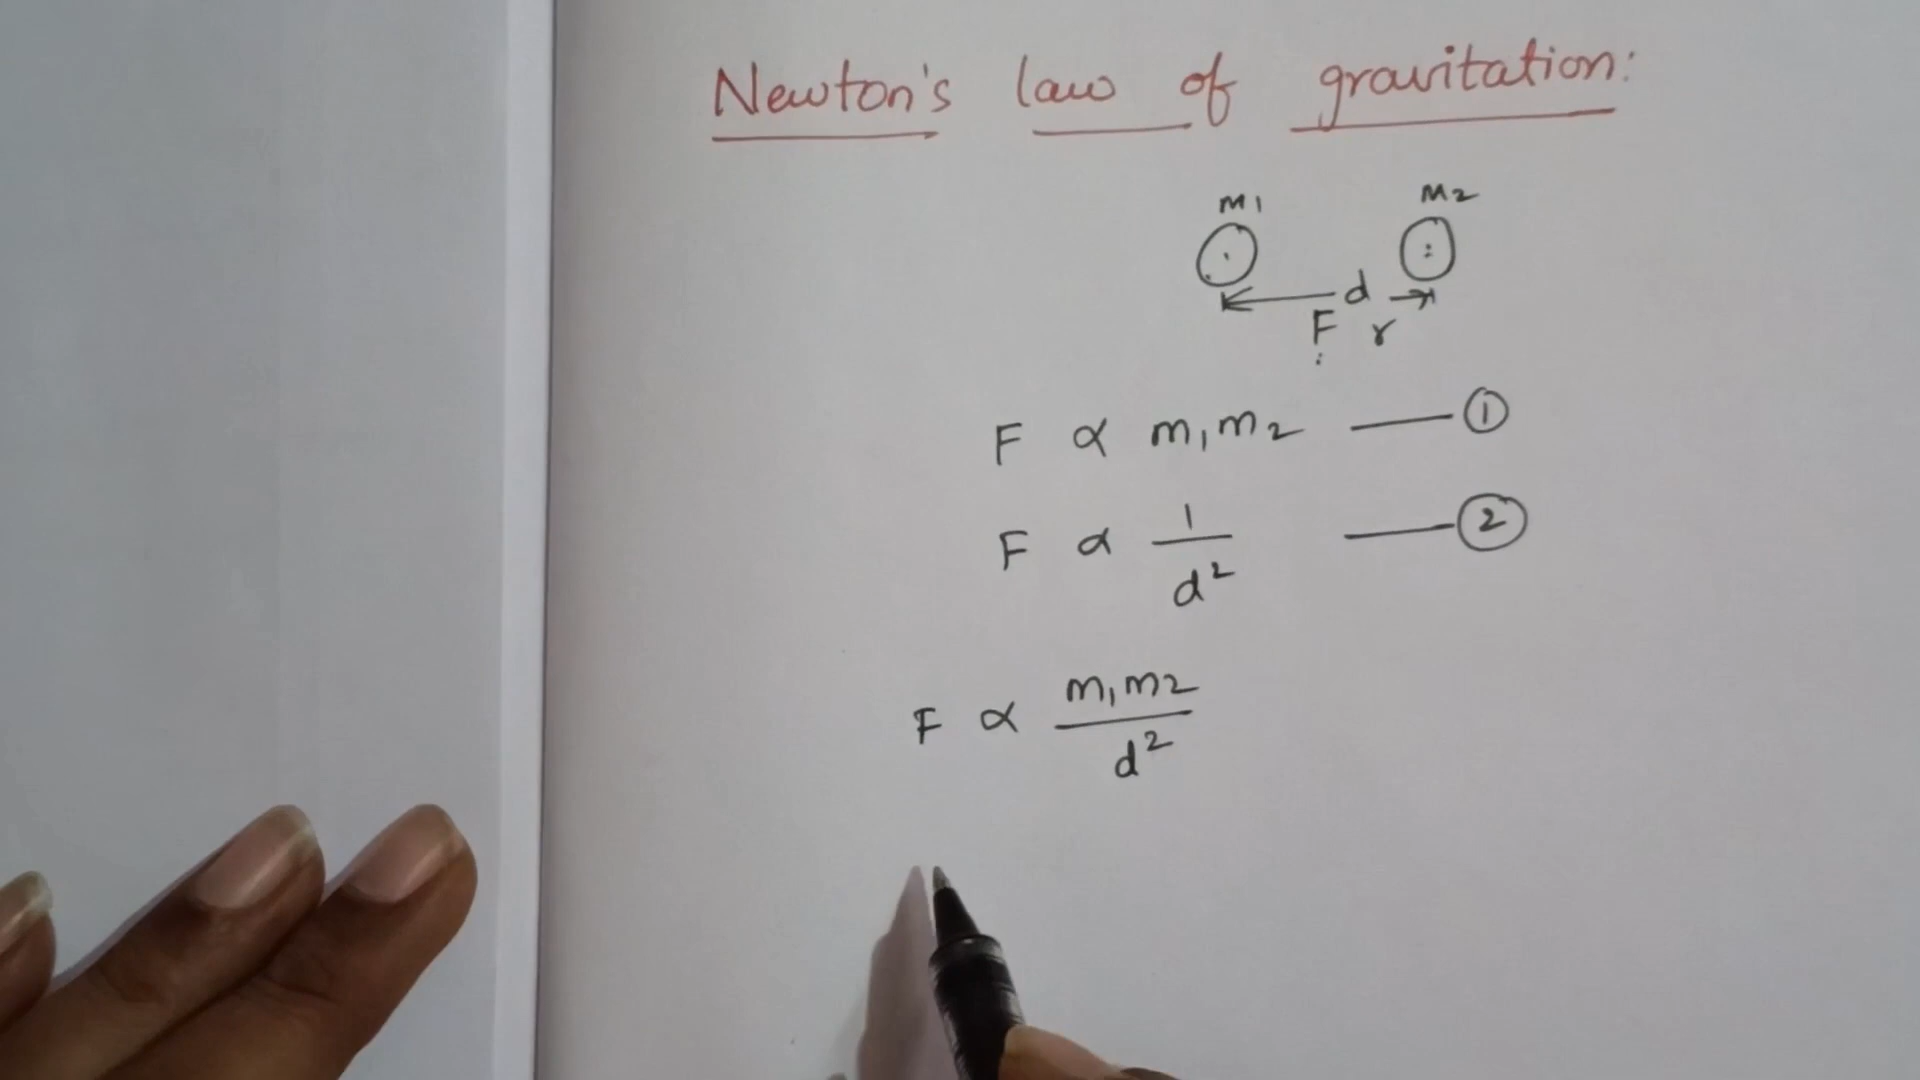 Newton's law of gravitation:
m1 m2
d
F r
F ∝ m1m2 —— ①
F ∝ 1/d² —— ②
F ∝ m1m2/d²